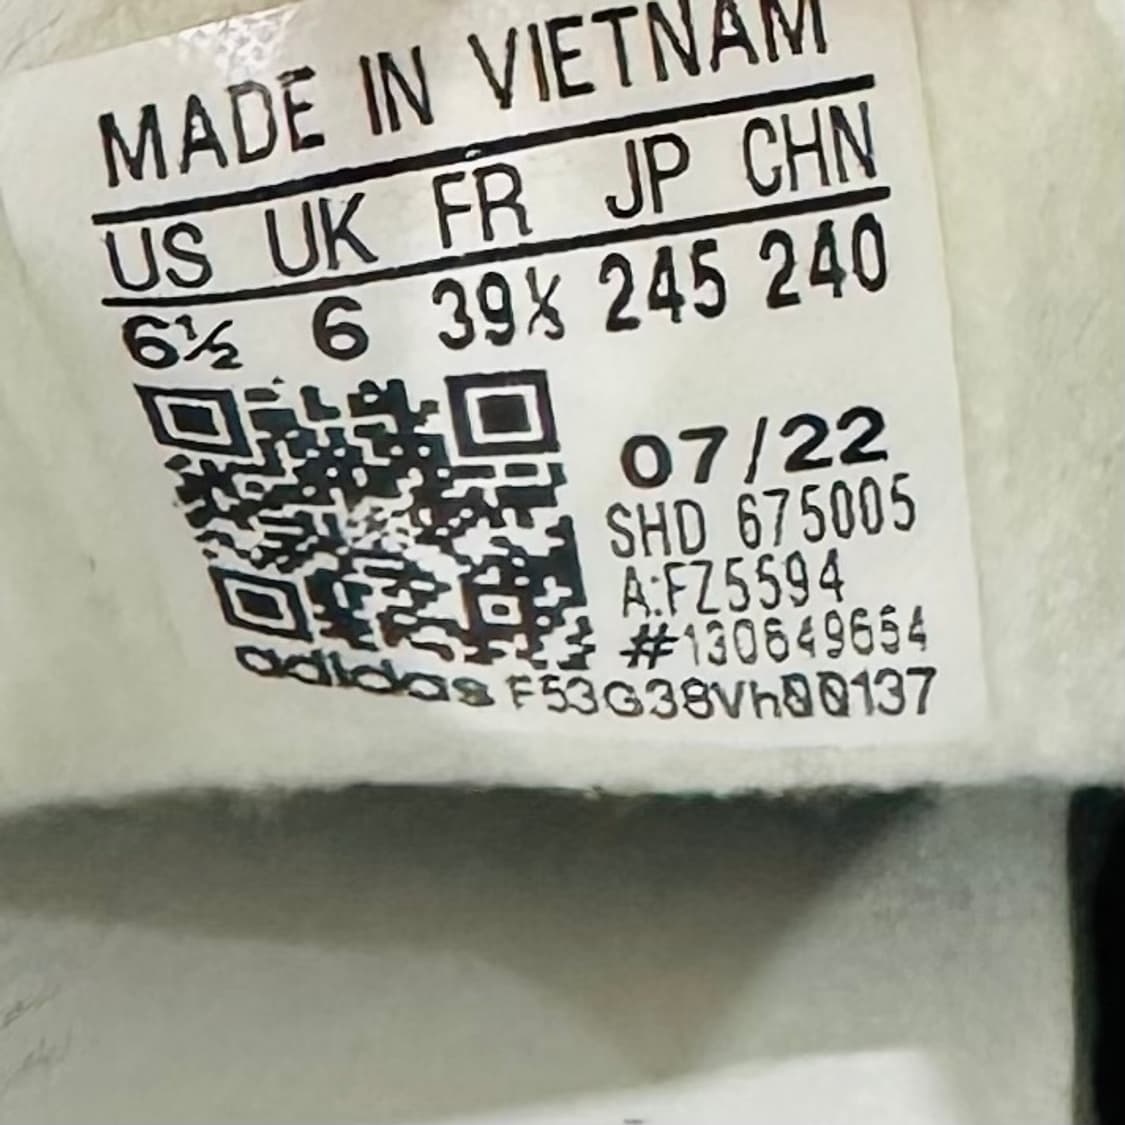 MADE IN VIETNAM
US UK FR JP CHN
6½ 6 39⅓ 245 240
07/22
SHD 675005
A:FZ5594
#130649654
adidas F53G38Vh00137